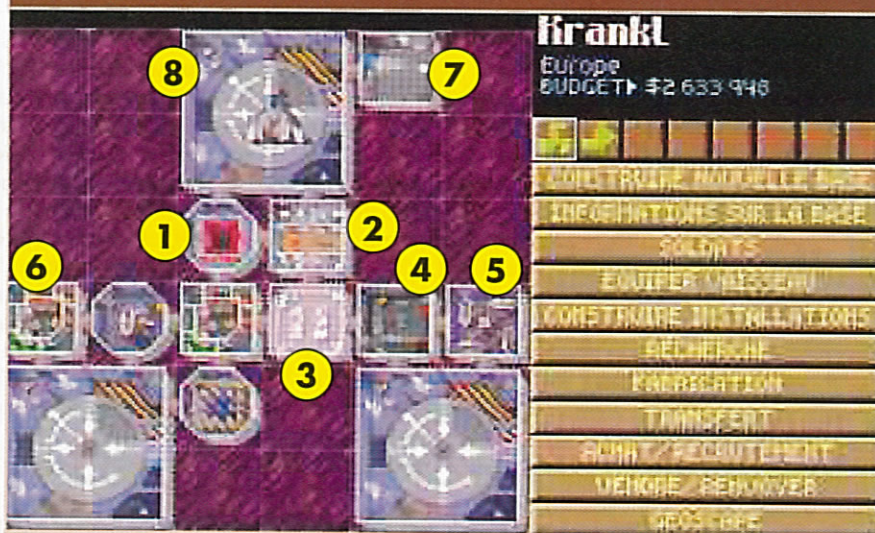 8
7
1
2
6
4
5
3
Krankl
Europe
BUDGET▶ $2 633 948
CONSTRUIRE NOUVELLE BASE
INFORMATIONS SUR LA BASE
SOLDATS
EQUIPER VAISSEAU
CONSTRUIRE INSTALLATIONS
RECHERCHE
FABRICATION
TRANSFERT
ACHAT/RECRUTEMENT
VENDRE/RENVOYER
GEOSCAPE